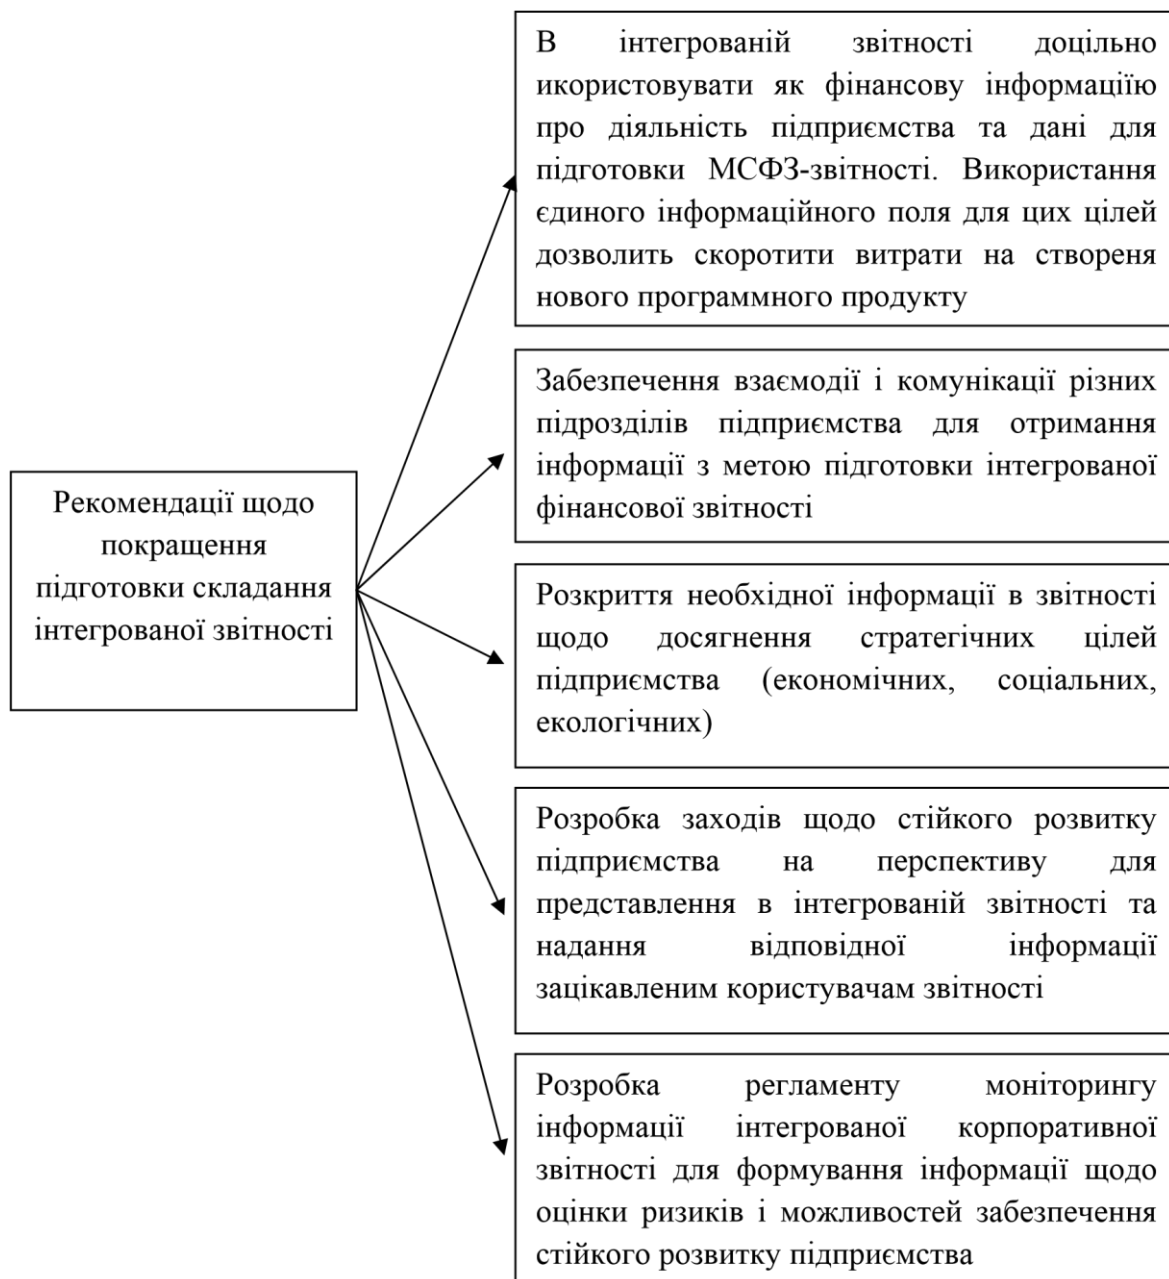 Рекомендації щодо
покращення
підготовки складання
інтегрованої звітності
В інтегрованій звітності доцільно
икористовувати як фінансову інформаціїю
про діяльність підприємства та дані для
підготовки МСФЗ-звітності. Використання
єдиного інформаційного поля для цих цілей
дозволить скоротити витрати на створеня
нового программного продукту
Забезпечення взаємодії і комунікації різних
підрозділів підприємства для отримання
інформації з метою підготовки інтегрованої
фінансової звітності
Розкриття необхідної інформації в звітності
щодо досягнення стратегічних цілей
підприємства (економічних, соціальних,
екологічних)
Розробка заходів щодо стійкого розвитку
підприємства на перспективу для
представлення в інтегрованій звітності та
надання відповідної інформації
зацікавленим користувачам звітності
Розробка регламенту моніторингу
інформації інтегрованої корпоративної
звітності для формування інформації щодо
оцінки ризиків і можливостей забезпечення
стійкого розвитку підприємства